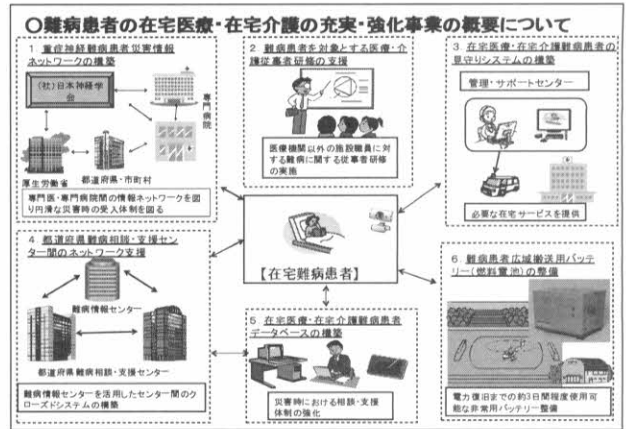 〇難病患者の在宅医療・在宅介護の充実・強化事業の概要について
1 重症神経難病患者災害情報
ネットワークの構築
(社)日本神経学
会
専門病院
厚生労働省
都道府県・市町村
専門医・専門病院間の情報ネットワークを図
り円滑な災害時の受入体制を図る
2 難病患者を対象とする医療・介
護従事者研修の支援
医療機関以外の施設職員に対
する難病に関する従事者研修
の実施
3 在宅医療・在宅介護難病患者の
見守りシステムの構築
管理・サポートセンター
必要な在宅サービスを提供
【在宅難病患者】
4 都道府県難病相談・支援セン
ター間のネットワーク支援
難病情報センター
都道府県難病相談・支援センター
難病情報センターを活用したセンター間のク
ローズドシステムの構築
5 在宅医療・在宅介護難病患者
データベースの構築
災害時における相談・支援
体制の強化
6 難病患者広域搬送用バッテ
リー(燃料電池)の整備
電力復旧までの約3日間程度使用可
能な非常用バッテリー整備